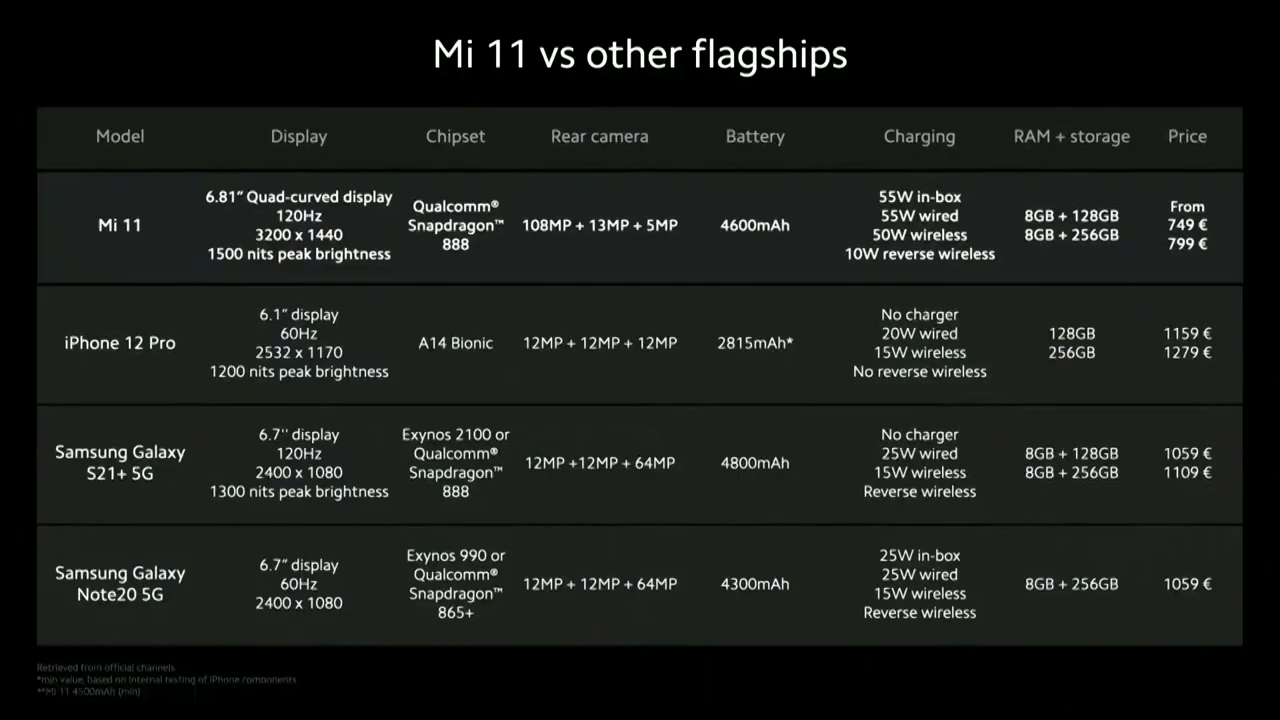 Mi 11 vs other flagships
Model Display Chipset Rear camera Battery Charging RAM + storage Price
Mi 11
6.81″ Quad-curved display
120Hz
3200 x 1440
1500 nits peak brightness
Qualcomm®
Snapdragon™
888
108MP + 13MP + 5MP
4600mAh
55W in-box
55W wired
50W wireless
10W reverse wireless
8GB + 128GB
8GB + 256GB
From
749 €
799 €
iPhone 12 Pro
6.1″ display
60Hz
2532 x 1170
1200 nits peak brightness
A14 Bionic
12MP + 12MP + 12MP
2815mAh*
No charger
20W wired
15W wireless
No reverse wireless
128GB
256GB
1159 €
1279 €
Samsung Galaxy
S21+ 5G
6.7'' display
120Hz
2400 x 1080
1300 nits peak brightness
Exynos 2100 or
Qualcomm®
Snapdragon™
888
12MP +12MP + 64MP
4800mAh
No charger
25W wired
15W wireless
Reverse wireless
8GB + 128GB
8GB + 256GB
1059 €
1109 €
Samsung Galaxy
Note20 5G
6.7″ display
60Hz
2400 x 1080
Exynos 990 or
Qualcomm®
Snapdragon™
865+
12MP + 12MP + 64MP
4300mAh
25W in-box
25W wired
15W wireless
Reverse wireless
8GB + 256GB
1059 €
Retrieved from official channels.
*min value, based on internal testing of iPhone components.
**Mi 11 4500mAh (min)